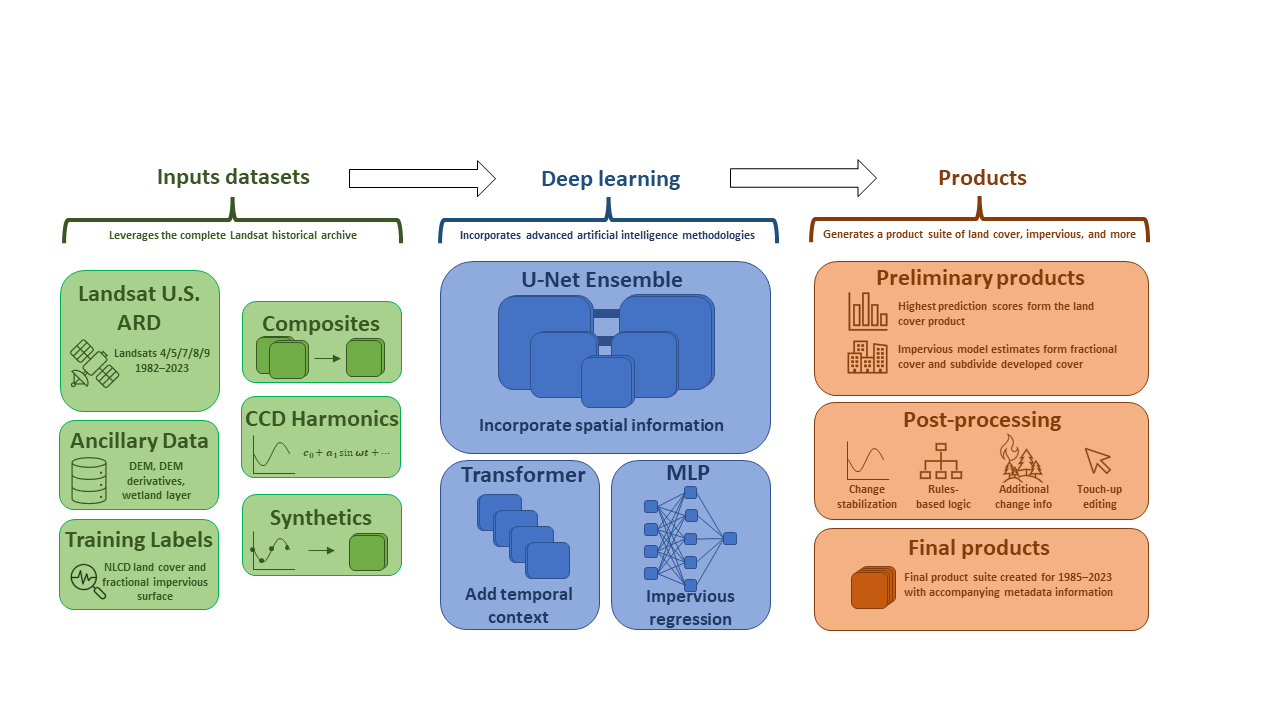 Inputs datasets
Deep learning
Products
Leverages the complete Landsat historical archive
Incorporates advanced artificial intelligence methodologies
Generates a product suite of land cover, impervious, and more
Landsat U.S.
ARD
Landsats 4/5/7/8/9
1982–2023
Ancillary Data
DEM, DEM
derivatives,
wetland layer
Training Labels
NLCD land cover and
fractional impervious
surface
Composites
CCD Harmonics
c₀ + a₁ sin ωt + ⋯
Synthetics
U-Net Ensemble
Incorporate spatial information
Transformer
Add temporal
context
MLP
Impervious
regression
Preliminary products
Highest prediction scores form the land
cover product
Impervious model estimates form fractional
cover and subdivide developed cover
Post-processing
Change
stabilization
Rules-
based logic
Additional
change info
Touch-up
editing
Final products
Final product suite created for 1985–2023
with accompanying metadata information